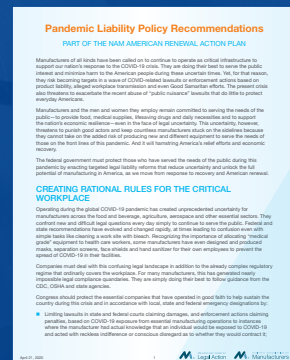 Pandemic Liability Policy Recommendations
PART OF THE NAM AMERICAN RENEWAL ACTION PLAN
Manufacturers of all kinds have been called on to continue to operate as critical infrastructure to
support our nation's response to the COVID-19 crisis. They are doing their best to serve the public
interest and minimize harm to the American people during these uncertain times. Yet, for that reason,
they risk becoming targets in a wave of COVID-related lawsuits or enforcement actions based on
product liability, alleged workplace transmission and even Good Samaritan efforts. The present crisis
also threatens to exacerbate the recent abuse of "public nuisance" lawsuits that do little to protect
everyday Americans.
Manufacturers and the men and women they employ remain committed to serving the needs of the
public—to provide food, medical supplies, lifesaving drugs and daily necessities and to support
the nation's economic resilience—even in the face of legal uncertainty. This uncertainty, however,
threatens to punish good actors and keep countless manufacturers stuck on the sidelines because
they cannot take on the added risk of producing new and different equipment to serve the needs of
those on the front lines of this pandemic. And it will hamstring America's relief efforts and economic
recovery.
The federal government must protect those who have served the needs of the public during this
pandemic by enacting targeted legal liability reforms that reduce uncertainty and unlock the full
potential of manufacturing in America, as we move from response to recovery and American renewal.
CREATING RATIONAL RULES FOR THE CRITICAL
WORKPLACE
Operating during the global COVID-19 pandemic has created unprecedented uncertainty for
manufacturers across the food and beverage, agriculture, aerospace and other essential sectors. They
confront new and difficult legal questions every day simply to continue to serve the public. Federal and
state recommendations have evolved and changed rapidly, at times leading to confusion even with
simple tasks like cleaning a work site with bleach. Recognizing the importance of allocating "medical
grade" equipment to health care workers, some manufacturers have even designed and produced
masks, separation screens, face shields and hand sanitizer for their own employees to prevent the
spread of COVID-19 in their facilities.
Companies must deal with this confusing legal landscape in addition to the already complex regulatory
regime that ordinarily covers the workplace. For many manufacturers, this has generated nearly
impossible legal compliance quandaries. They are simply doing their best to follow guidance from the
CDC, OSHA and state agencies.
Congress should protect the essential companies that have operated in good faith to help sustain the
country during this crisis and in accordance with local, state and federal emergency designations by:
Limiting lawsuits in state and federal courts claiming damages, and enforcement actions claiming
penalties, based on COVID-19 exposure from essential manufacturing operations to instances
where the manufacturer had actual knowledge that an individual would be exposed to COVID-19
and acted with reckless indifference or conscious disregard as to whether they would contract it;
April 21, 2020
1
Legal Action
Manufacturers